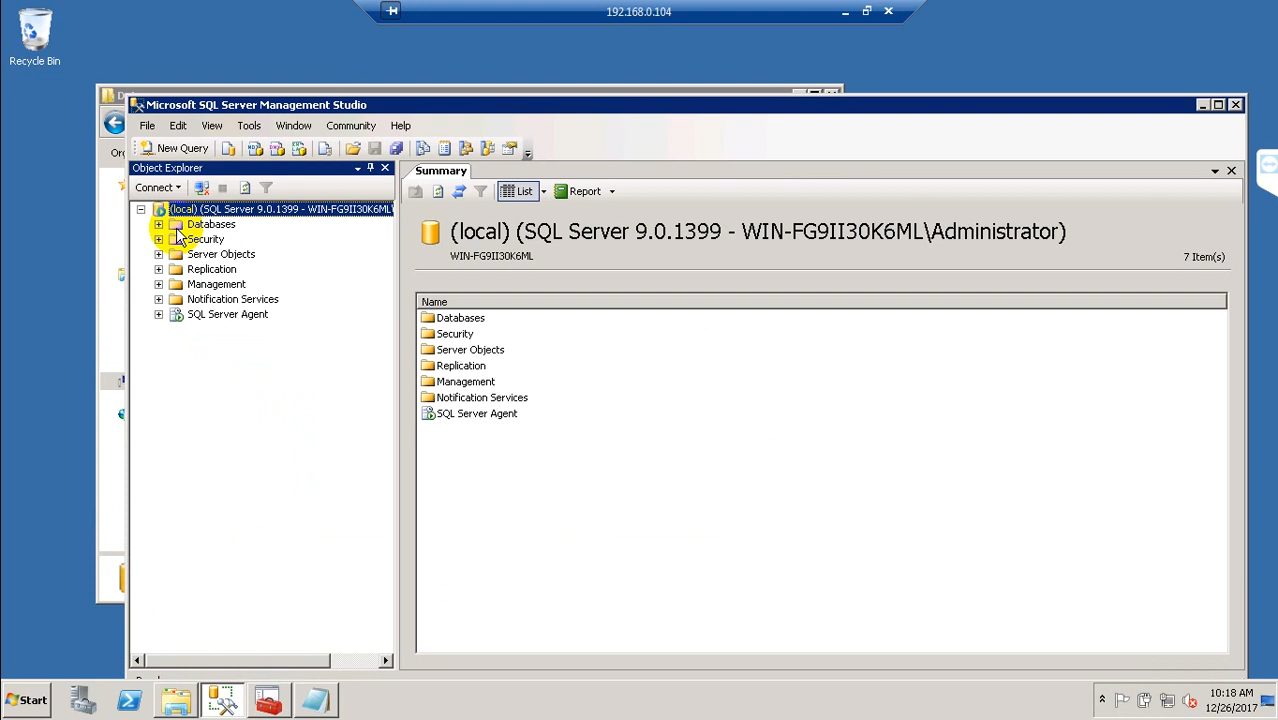 192.168.0.104
Recycle Bin
Microsoft SQL Server Management Studio
File Edit View Tools Window Community Help
New Query
Object Explorer
Summary
Connect
List Report
(local) (SQL Server 9.0.1399 - WIN-FG9II30K6ML\
Databases
Security
Server Objects
Replication
Management
Notification Services
SQL Server Agent
(local) (SQL Server 9.0.1399 - WIN-FG9II30K6ML\Administrator)
WIN-FG9II30K6ML
7 Item(s)
Name
Databases
Security
Server Objects
Replication
Management
Notification Services
SQL Server Agent
Start
10:18 AM
12/26/2017